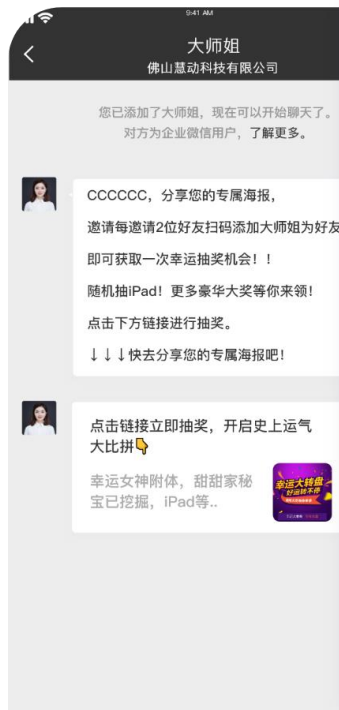 9:41 AM
大师姐
佛山慧动科技有限公司
您已添加了大师姐，现在可以开始聊天了。
对方为企业微信用户，了解更多。
CCCCCC，分享您的专属海报，
邀请每邀请2位好友扫码添加大师姐为好友
即可获取一次幸运抽奖机会！！
随机抽iPad！更多豪华大奖等你来领！
点击下方链接进行抽奖。
↓↓↓快去分享您的专属海报吧！
点击链接立即抽奖，开启史上运气
大比拼👇
幸运女神附体，甜甜家秘
宝已挖掘，iPad等..
幸运大转盘
好运转不停